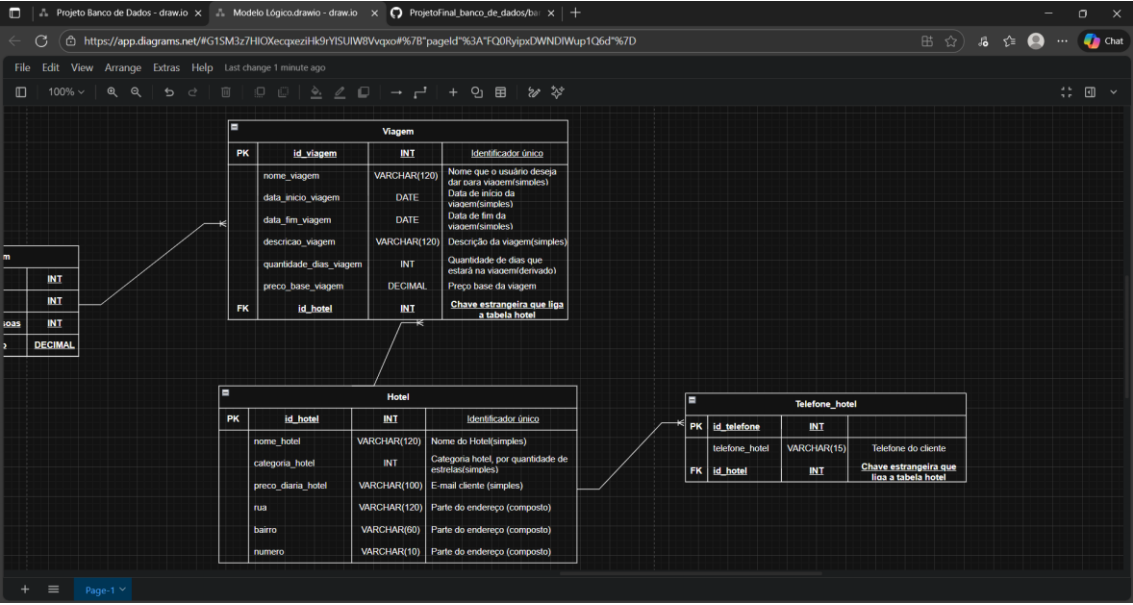 Projeto Banco de Dados - draw.io
Modelo Lógico.drawio - draw.io
ProjetoFinal_banco_de_dados/ba
https://app.diagrams.net/#G1SM3z7HIOXecqxeziHk9rYISUIW8Vvqxo#%7B"pageId"%3A"FQ0RyipxDWNDIWup1Q6d"%7D
Chat
File Edit View Arrange Extras Help Last change 1 minute ago
100%
Viagem
PK id_viagem INT Identificador único
nome_viagem VARCHAR(120) Nome que o usuário deseja
dar para viagem(simples)
data_inicio_viagem DATE Data de início da
viagem(simples)
data_fim_viagem DATE Data de fim da
viagem(simples)
descricao_viagem VARCHAR(120) Descrição da viagem(simples)
quantidade_dias_viagem INT Quantidade de dias que
estará na viagem(derivado)
preco_base_viagem DECIMAL Preço base da viagem
FK id_hotel INT Chave estrangeira que liga
a tabela hotel
m
INT
INT
soas INT
DECIMAL
Hotel
PK id_hotel INT Identificador único
nome_hotel VARCHAR(120) Nome do Hotel(simples)
categoria_hotel INT Categoria hotel, por quantidade de
estrelas(simples)
preco_diaria_hotel VARCHAR(100) E-mail cliente (simples)
rua VARCHAR(120) Parte do endereço (composto)
bairro VARCHAR(60) Parte do endereço (composto)
numero VARCHAR(10) Parte do endereço (composto)
Telefone_hotel
PK id_telefone INT
telefone_hotel VARCHAR(15) Telefone do cliente
FK id_hotel INT Chave estrangeira que
liga a tabela hotel
Page-1